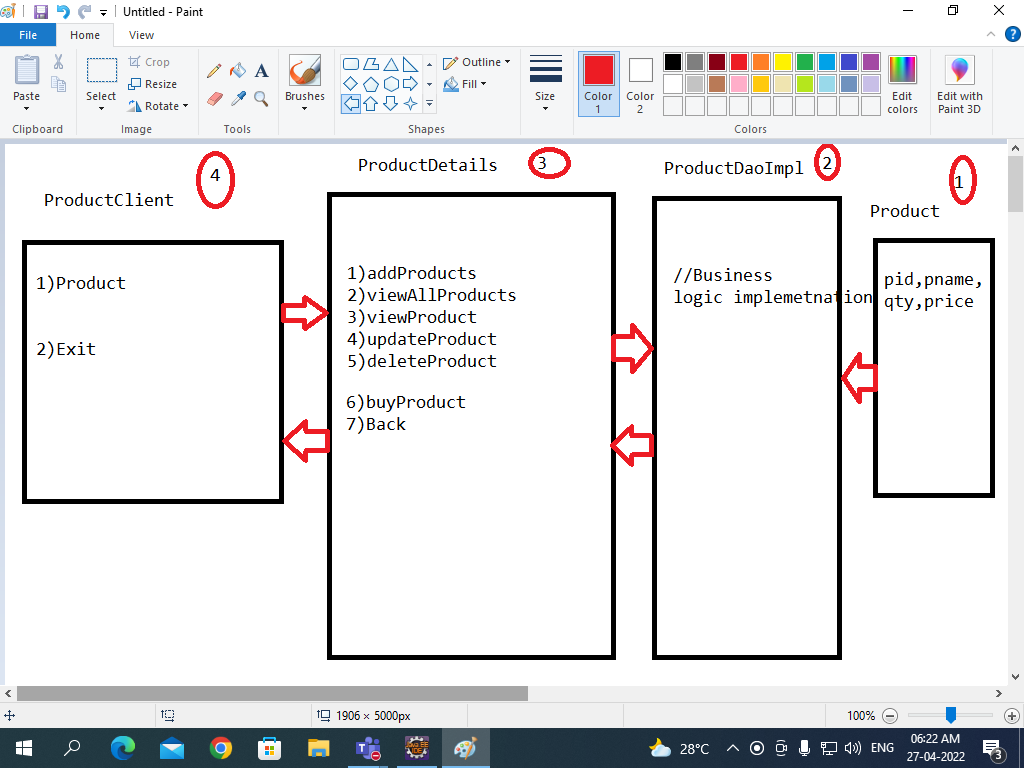 Untitled - Paint
File
Home
View
Paste
Clipboard
Select
Crop
Resize
Rotate
Image
A
Tools
Brushes
Shapes
Outline
Fill
Size
Color
1
Color
2
Colors
Edit
colors
Edit with
Paint 3D
?
ProductClient
4
ProductDetails
3
ProductDaoImpl
2
Product
1
1)Product
2)Exit
1)addProducts
2)viewAllProducts
3)viewProduct
4)updateProduct
5)deleteProduct
6)buyProduct
7)Back
//Business
logic implemetnation
pid,pname,
qty,price
1906 × 5000px
100%
28°C
ENG
06:22 AM
27-04-2022
3